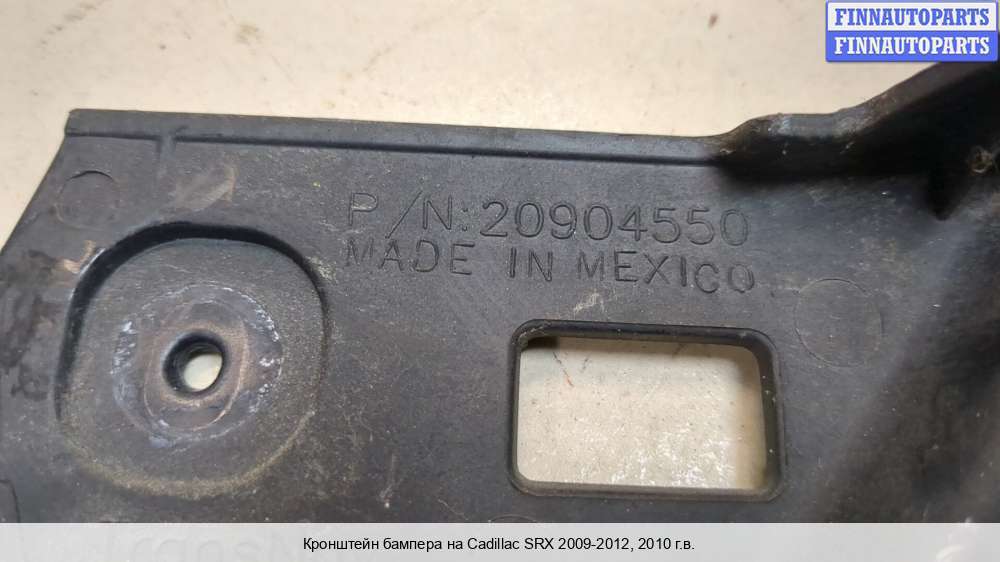 FINNAUTOPARTS
FINNAUTOPARTS
P/N:20904550
MADE IN MEXICO
Кронштейн бампера на Cadillac SRX 2009-2012, 2010 г.в.